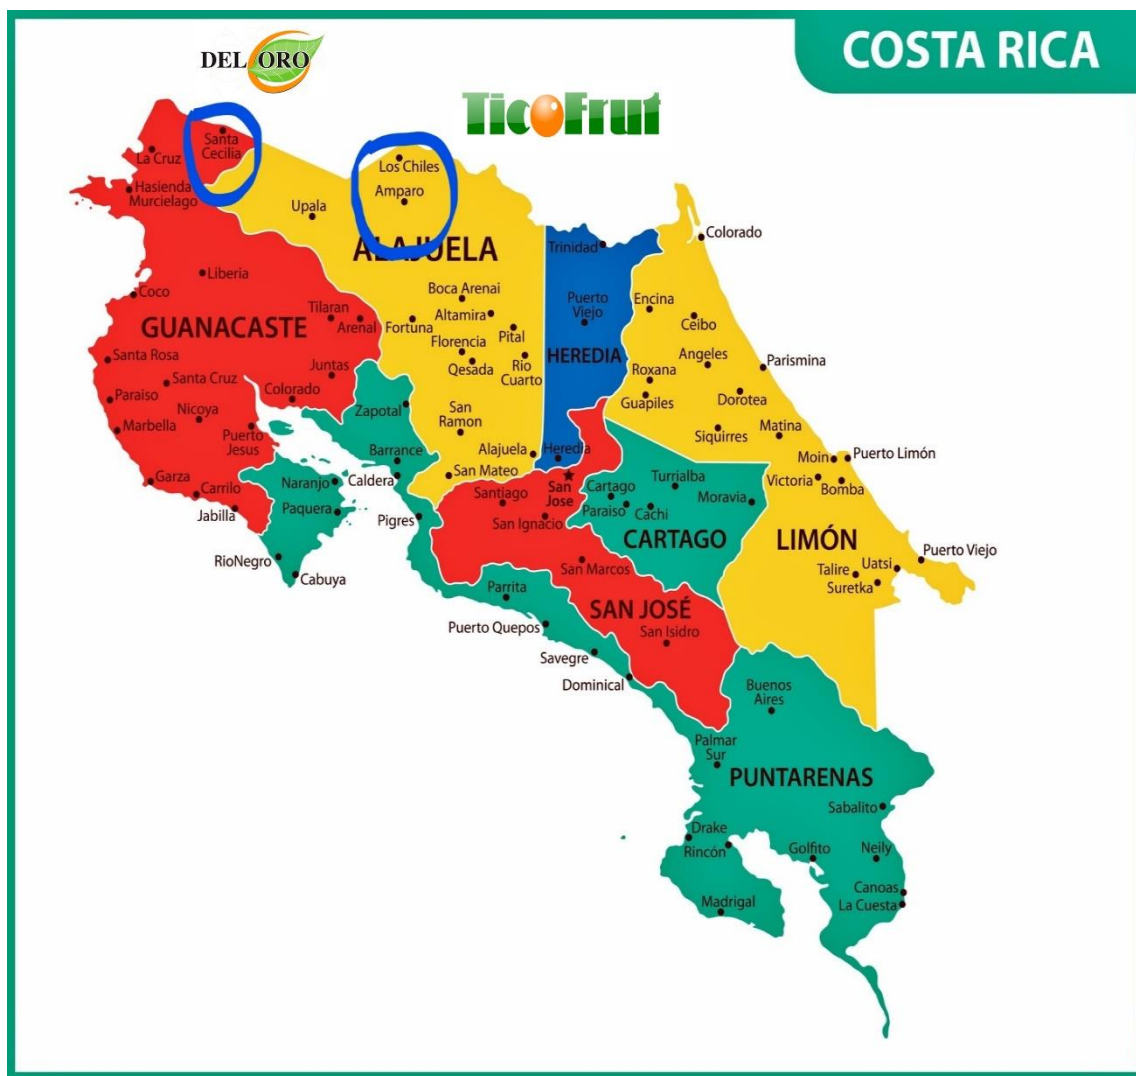 COSTA RICA
DEL ORO
TicoFrut
Santa
Cecilia
La Cruz
Hasienda
Murcielago
Los Chiles
Amparo
Upala
ALAJUELA
Colorado
Trinidad
Liberia
Coco
Boca Arenai
Altamira
Puerto
Viejo
Encina
Ceibo
Tilaran
Arenal
Fortuna
Pital
GUANACASTE
Florencia
Qesada
Rio
Cuarto
HEREDIA
Angeles
Parismina
Santa Rosa
Juntas
Roxana
Santa Cruz
Colorado
Guapiles
Dorotea
Paraiso
Nicoya
Zapotal
San
Ramon
Matina
Marbella
Puerto
Jesus
Siquirres
Barrance
Alajuela
Heredia
Moin
Puerto Limón
Garza
Carrilo
Naranjo
Caldera
San Mateo
San
Jose
Turrialba
Victoria
Bomba
Jabilla
Paquera
Pigres
Santiago
San Ignacio
Cartago
Paraiso
Cachi
Moravia
CARTAGO
LIMÓN
RioNegro
Cabuya
San Marcos
Puerto Viejo
Talire
Uatsi
Suretka
Parrita
SAN JOSÉ
Puerto Quepos
San Isidro
Savegre
Dominical
Buenos
Aires
Palmar
Sur
PUNTARENAS
Sabalito
Drake
Rincón
Golfito
Neily
Canoas
La Cuesta
Madrigal